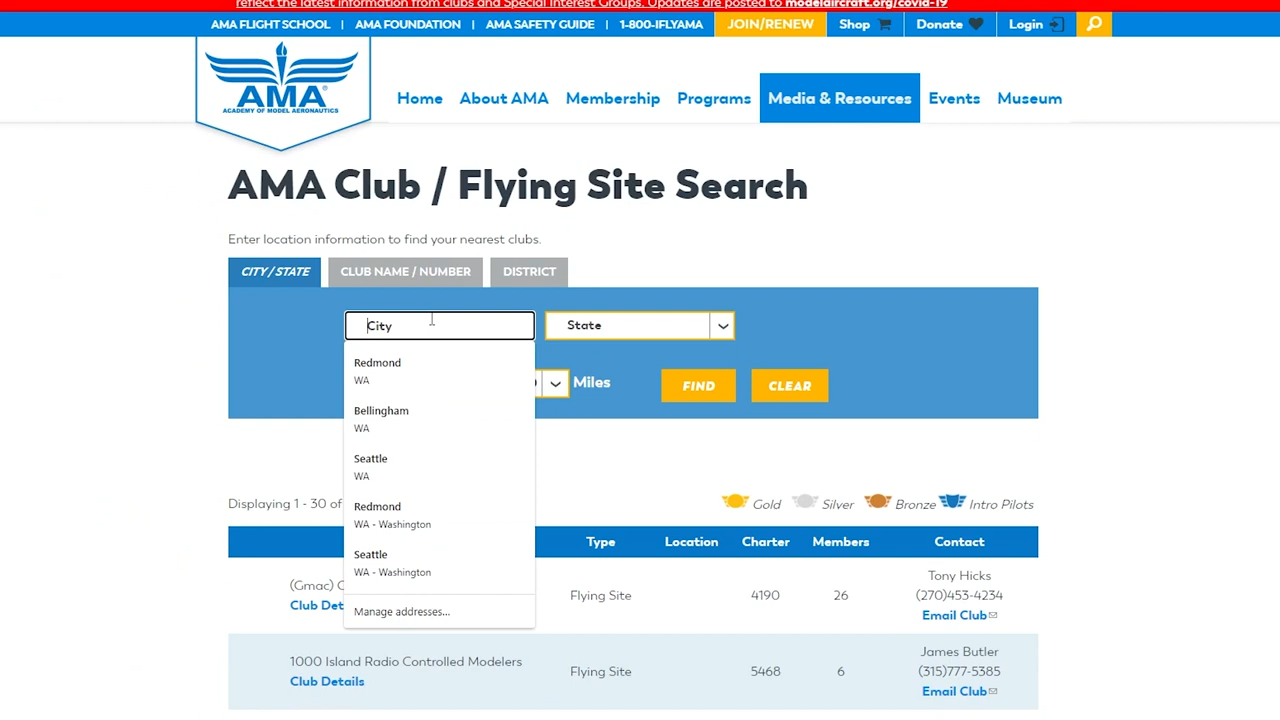 reflect the latest information from clubs and Special Interest Groups. Updates are posted to modelaircraft.org/covid-19
AMA FLIGHT SCHOOL | AMA FOUNDATION | AMA SAFETY GUIDE | 1-800-IFLYAMA JOIN/RENEW Shop Donate Login
AMA
ACADEMY OF MODEL AERONAUTICS
Home About AMA Membership Programs Media & Resources Events Museum
AMA Club / Flying Site Search
Enter location information to find your nearest clubs.
CITY/STATE CLUB NAME / NUMBER DISTRICT
City State
Redmond
WA
Miles FIND CLEAR
Bellingham
WA
Seattle
WA
Displaying 1 - 30 of Gold Silver Bronze Intro Pilots
Redmond
WA - Washington
Type Location Charter Members Contact
Seattle
WA - Washington
(Gmac) Flying Site 4190 26 Tony Hicks
(270)453-4234
Club Det Email Club
Manage addresses...
1000 Island Radio Controlled Modelers Flying Site 5468 6 James Butler
(315)777-5385
Club Details Email Club